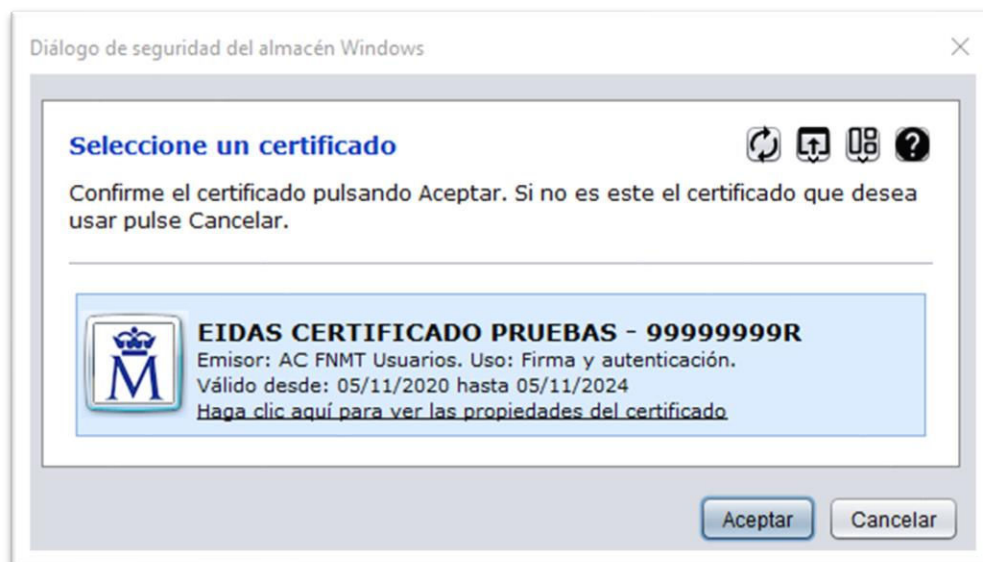 Diálogo de seguridad del almacén Windows
Seleccione un certificado
Confirme el certificado pulsando Aceptar. Si no es este el certificado que desea
usar pulse Cancelar.
M
EIDAS CERTIFICADO PRUEBAS - 99999999R
Emisor: AC FNMT Usuarios. Uso: Firma y autenticación.
Válido desde: 05/11/2020 hasta 05/11/2024
Haga clic aquí para ver las propiedades del certificado
Aceptar
Cancelar